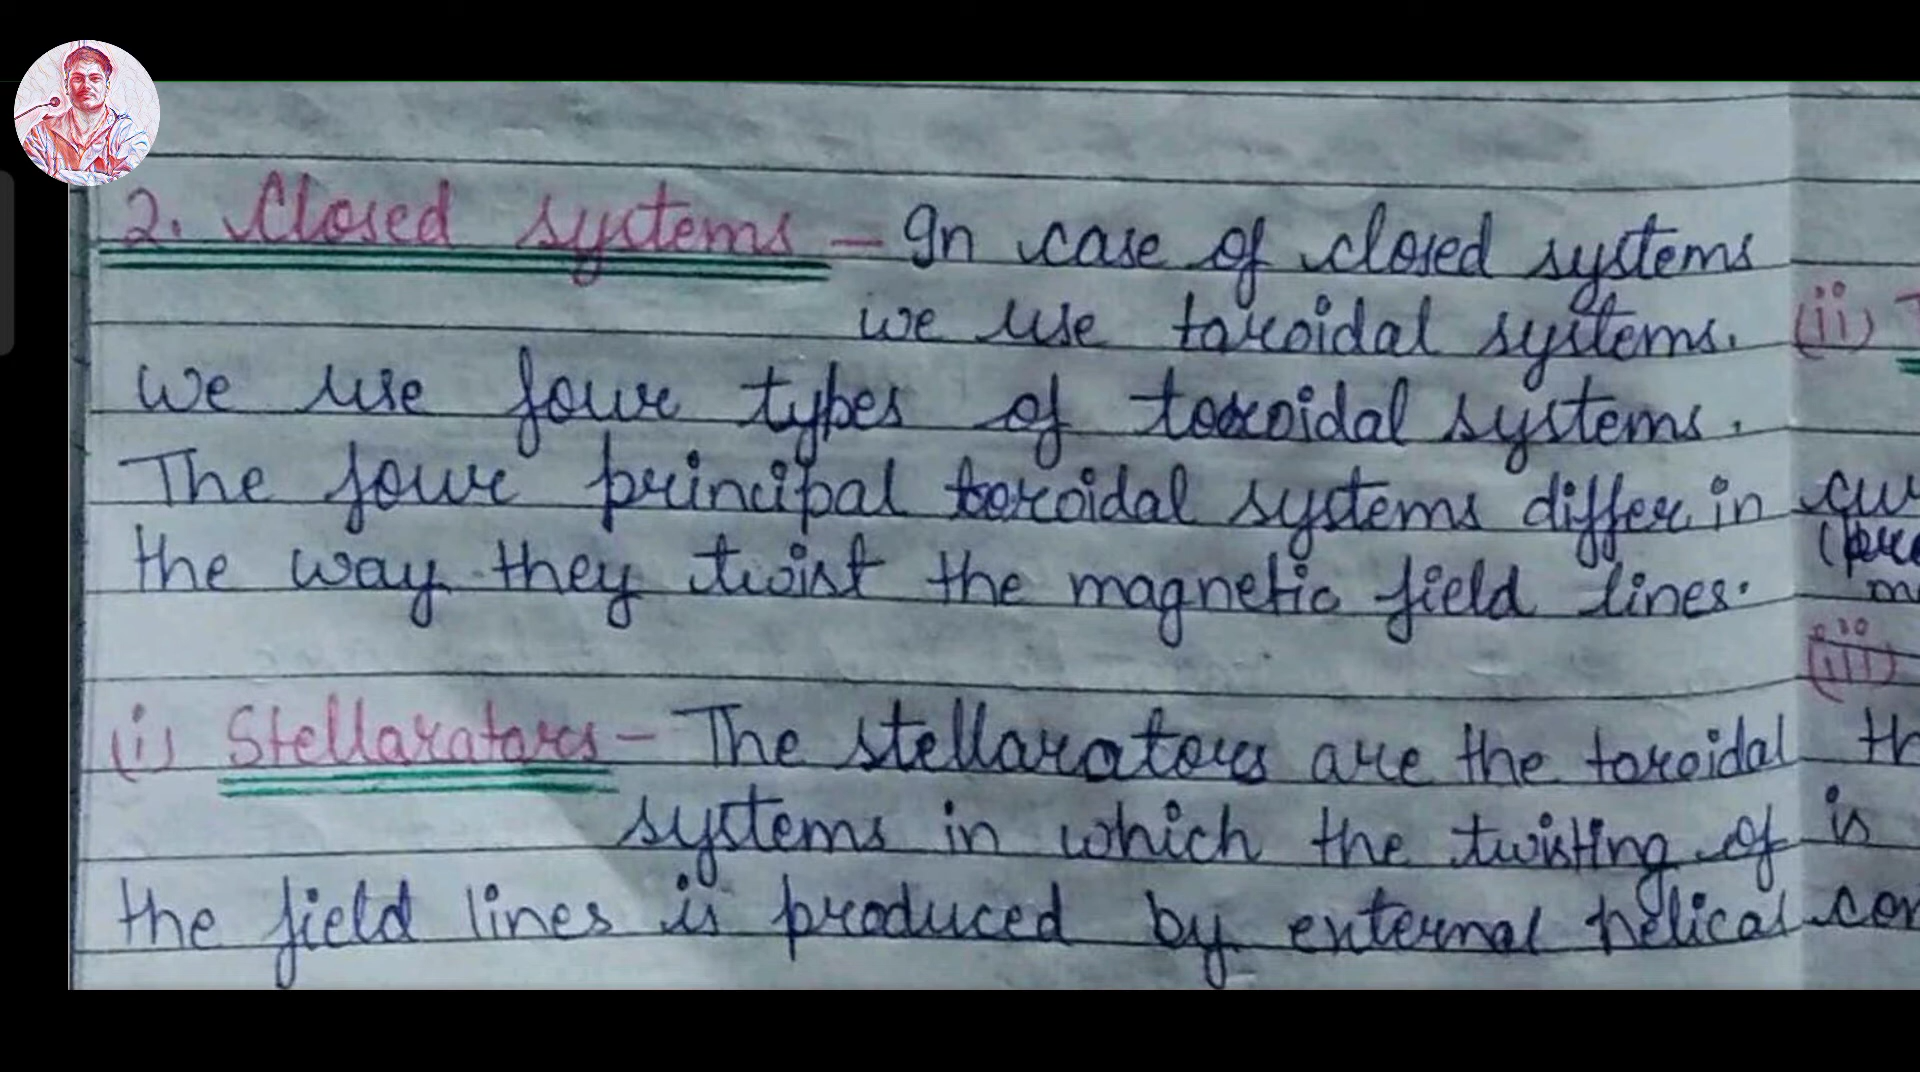 2. Closed systems - In case of closed systems
we use toroidal systems.
we use four types of toroidal systems.
The four principal toroidal systems differ in
the way they twist the magnetic field lines.
(i) Stellarators - The stellarators are the toroidal
systems in which the twisting of
the field lines is produced by external helical
(ii)
(iii)
is